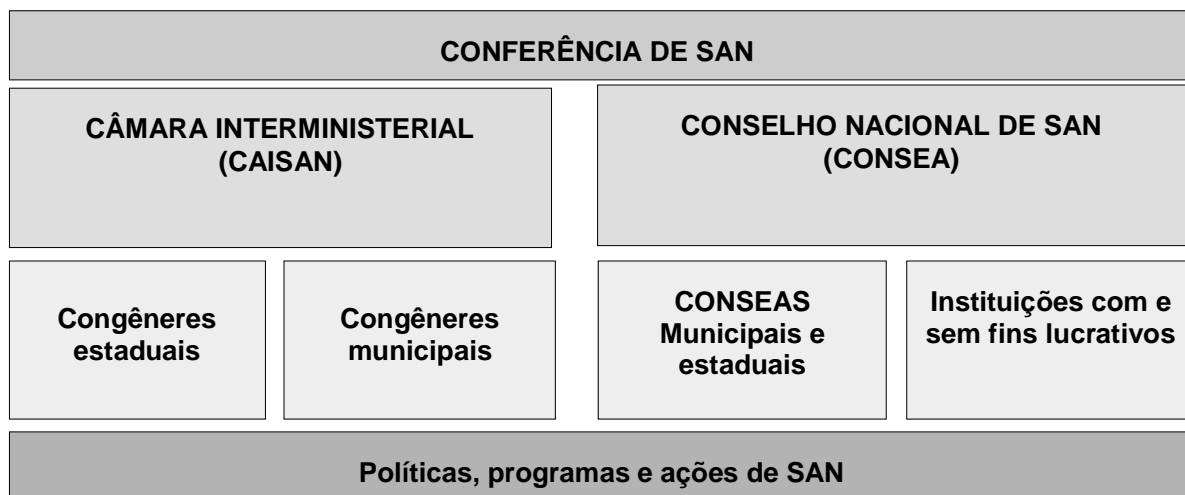 CONFERÊNCIA DE SAN
CÂMARA INTERMINISTERIAL
(CAISAN)
CONSELHO NACIONAL DE SAN
(CONSEA)
Congêneres
estaduais
Congêneres
municipais
CONSEAS
Municipais e
estaduais
Instituições com e
sem fins lucrativos
Políticas, programas e ações de SAN